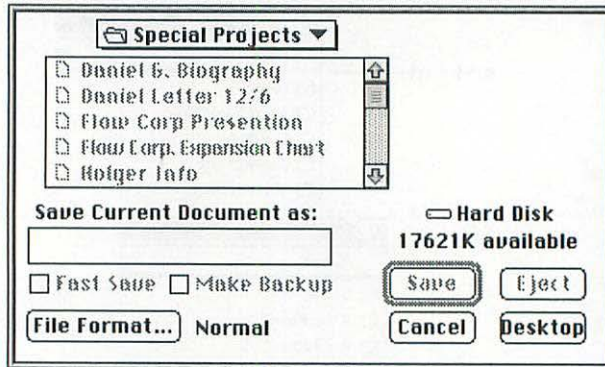 Special Projects
Daniel G. Biography
Daniel Letter 12/6
Flow Corp Presention
Flow Corp. Expansion Chart
Holger Info
Save Current Document as:
Hard Disk
17621K available
Fast Save Make Backup
Save Eject
File Format... Normal
Cancel Desktop